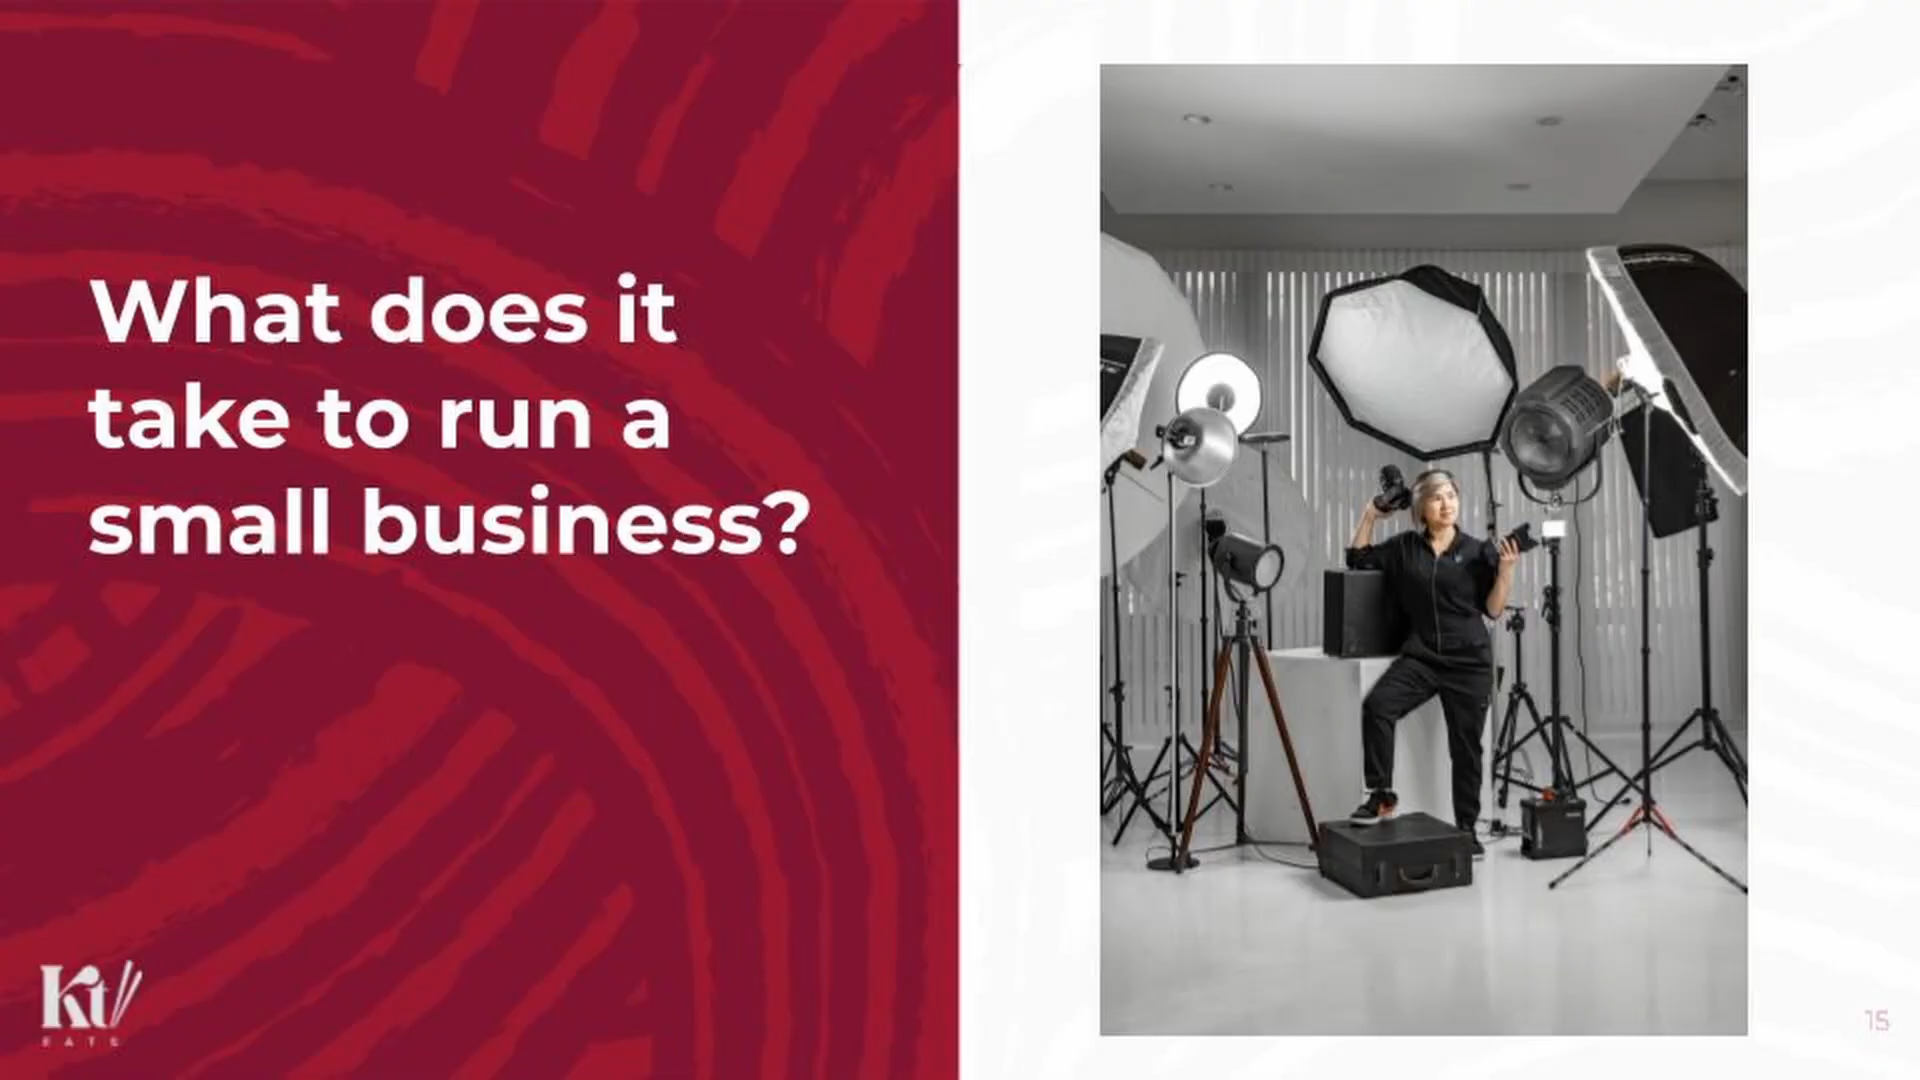 What does it
take to run a
small business?
Kt
EATS
15